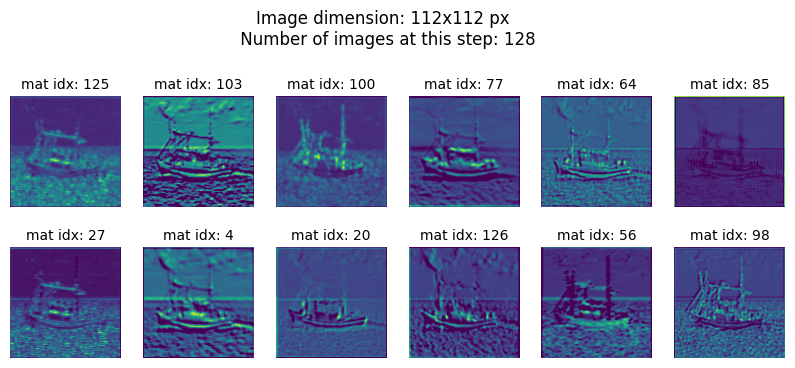 Image dimension: 112x112 px
Number of images at this step: 128
mat idx: 125
mat idx: 103
mat idx: 100
mat idx: 77
mat idx: 64
mat idx: 85
mat idx: 27
mat idx: 4
mat idx: 20
mat idx: 126
mat idx: 56
mat idx: 98